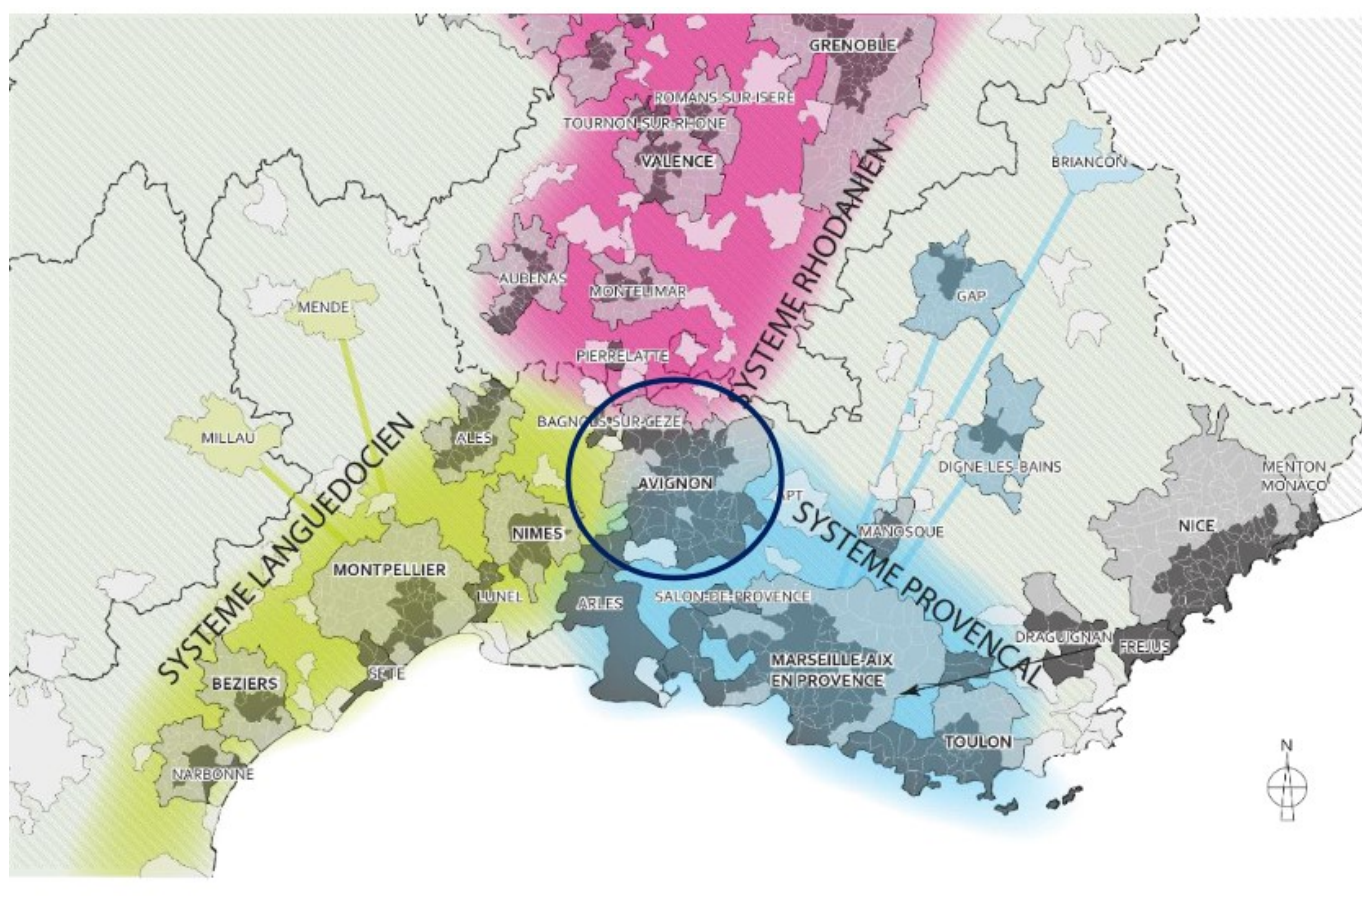 GRENOBLE
ROMANS-SUR-ISERE
TOURNON-SUR-RHONE
VALENCE
BRIANCON
SYSTEME RHODANIEN
AUBENAS
MONTELIMAR
GAP
MENDE
PIERRELATTE
BAGNOLS-SUR-CEZE
MILLAU
ALES
SYSTEME LANGUEDOCIEN
AVIGNON
APT
DIGNE-LES-BAINS
MENTON
MONACO
NICE
MANOSQUE
SYSTEME PROVENCAL
NIMES
MONTPELLIER
LUNEL
ARLES
SALON-DE-PROVENCE
DRAGUIGNAN
FREJUS
MARSEILLE-AIX
EN PROVENCE
SETE
BEZIERS
TOULON
NARBONNE
N